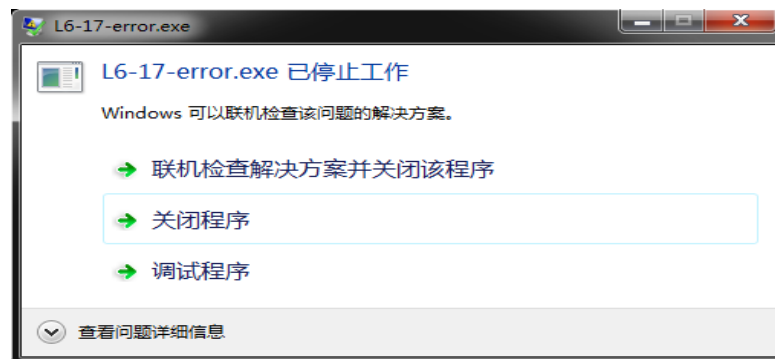 L6-17-error.exe
L6-17-error.exe 已停止工作
Windows 可以联机检查该问题的解决方案。
联机检查解决方案并关闭该程序
关闭程序
调试程序
查看问题详细信息